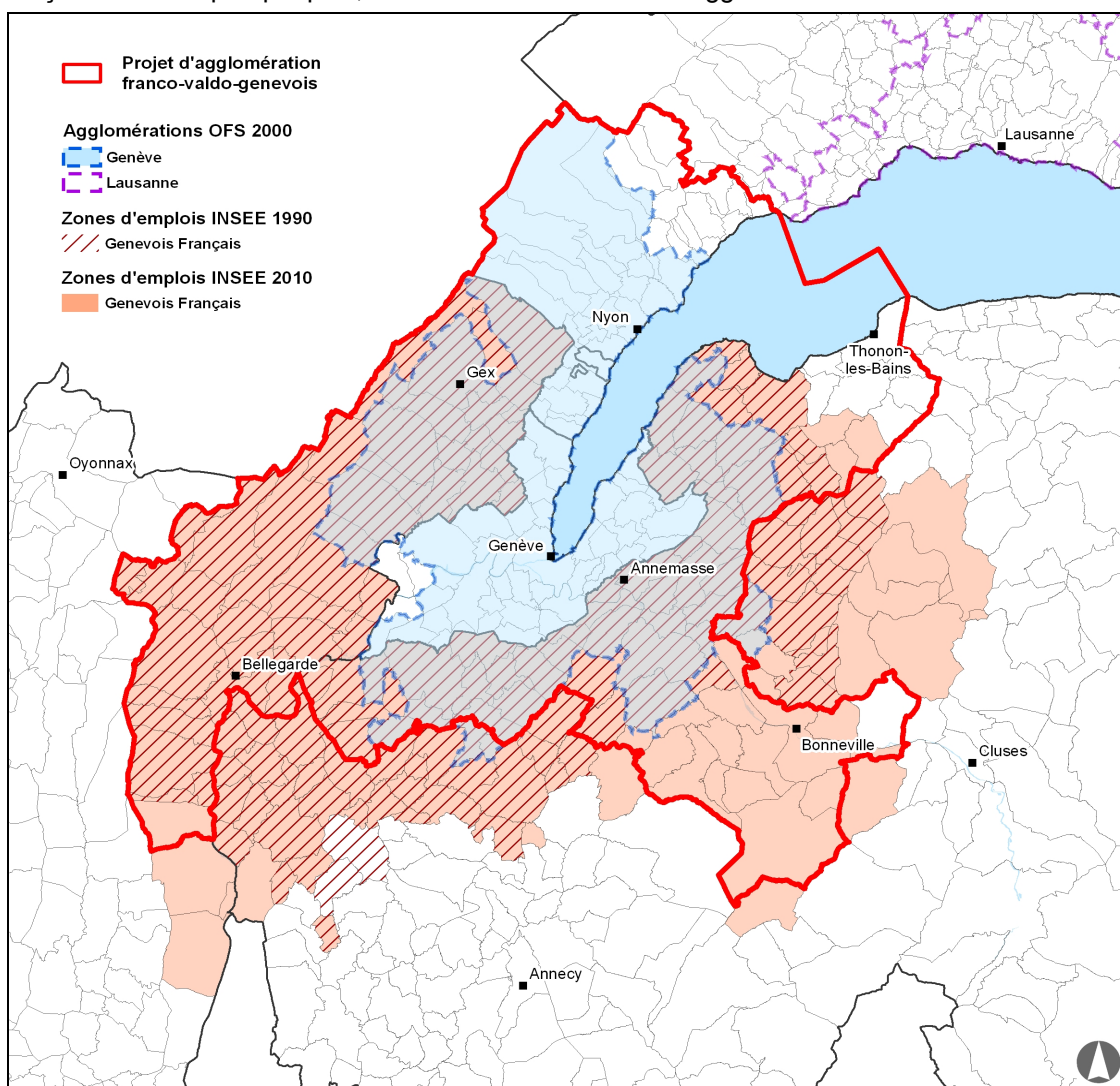 Projet d'agglomération
franco-valdo-genevois
Agglomérations OFS 2000
Genève
Lausanne
Zones d'emplois INSEE 1990
Genevois Français
Zones d'emplois INSEE 2010
Genevois Français
Lausanne
Nyon
Thonon-
les-Bains
Gex
Oyonnax
Genève
Annemasse
Bellegarde
Bonneville
Cluses
Annecy